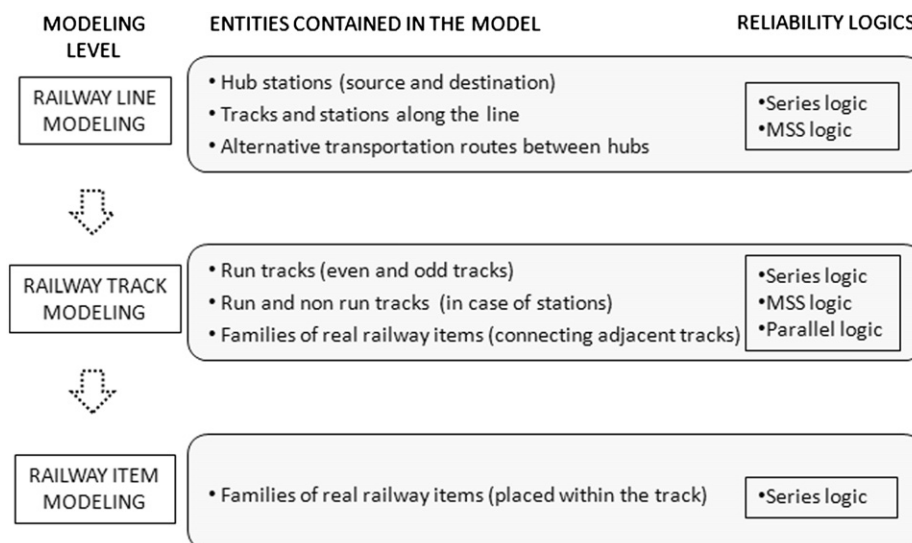 MODELING LEVEL
ENTITIES CONTAINED IN THE MODEL
RELIABILITY LOGICS
RAILWAY LINE MODELING
• Hub stations (source and destination)
• Tracks and stations along the line
• Alternative transportation routes between hubs
•Series logic
•MSS logic
RAILWAY TRACK MODELING
• Run tracks (even and odd tracks)
• Run and non run tracks (in case of stations)
• Families of real railway items (connecting adjacent tracks)
•Series logic
•MSS logic
•Parallel logic
RAILWAY ITEM MODELING
• Families of real railway items (placed within the track)
•Series logic